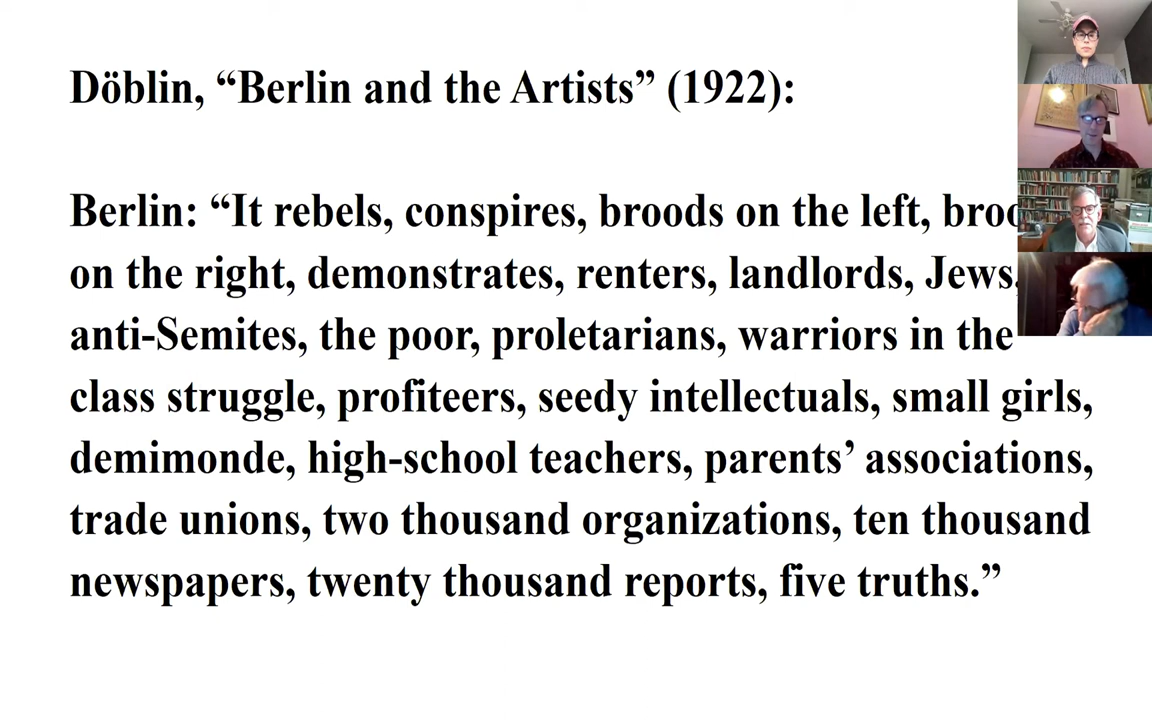 Döblin, “Berlin and the Artists” (1922):
Berlin: “It rebels, conspires, broods on the left,
on the right, demonstrates, renters, landlords, Jews,
anti-Semites, the poor, proletarians, warriors in the
class struggle, profiteers, seedy intellectuals, small girls,
demimonde, high-school teachers, parents’ associations,
trade unions, two thousand organizations, ten thousand
newspapers, twenty thousand reports, five truths.”